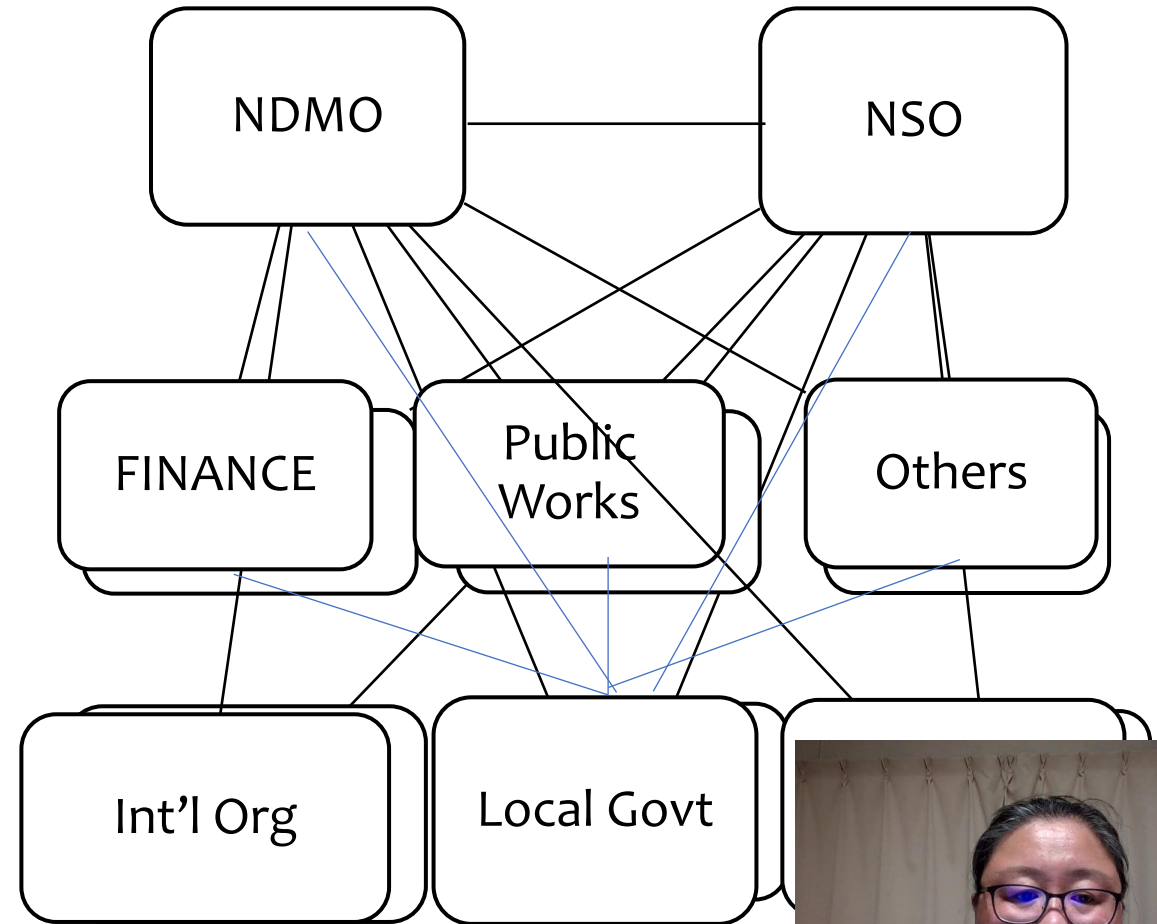 NDMO
NSO
FINANCE
Public
Works
Others
Int’l Org
Local Govt